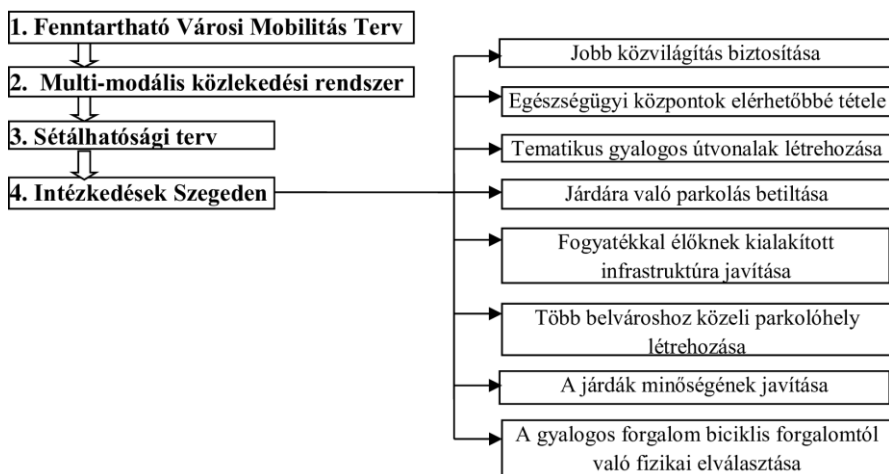 1. Fenntartható Városi Mobilitás Terv
2. Multi-modális közlekedési rendszer
3. Sétálhatósági terv
4. Intézkedések Szegeden
Jobb közvilágítás biztosítása
Egészségügyi központok elérhetőbbé tétele
Tematikus gyalogos útvonalak létrehozása
Járdára való parkolás betiltása
Fogyatékkal élőknek kialakított
infrastruktúra javítása
Több belvároshoz közeli parkolóhely
létrehozása
A járdák minőségének javítása
A gyalogos forgalom biciklis forgalomtól
való fizikai elválasztása